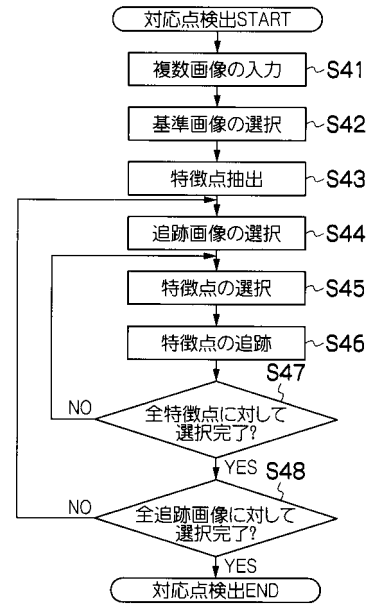 対応点検出START
複数画像の入力 S41
基準画像の選択 S42
特徴点抽出 S43
追跡画像の選択 S44
特徴点の選択 S45
特徴点の追跡 S46
S47
全特徴点に対して
選択完了?
NO
YES
S48
全追跡画像に対して
選択完了?
NO
YES
対応点検出END